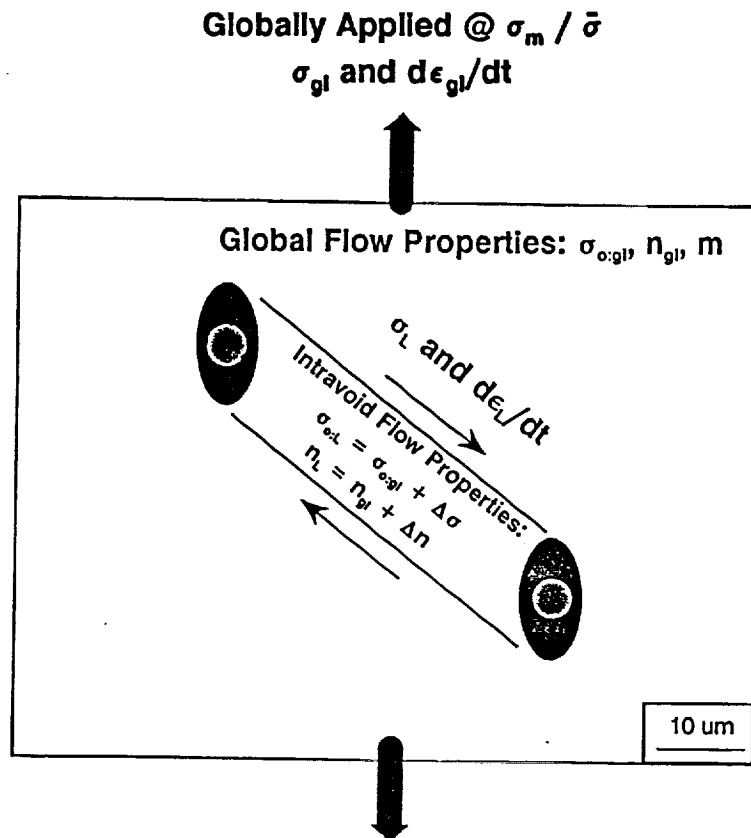 Globally Applied @ σm / σ̄
σgl and dϵgl/dt
Global Flow Properties: σo:gl, ngl, m
σL and dϵL/dt
Intravoid Flow Properties:
σo:L = σo:gl + Δσ
nL = ngl + Δn
10 um